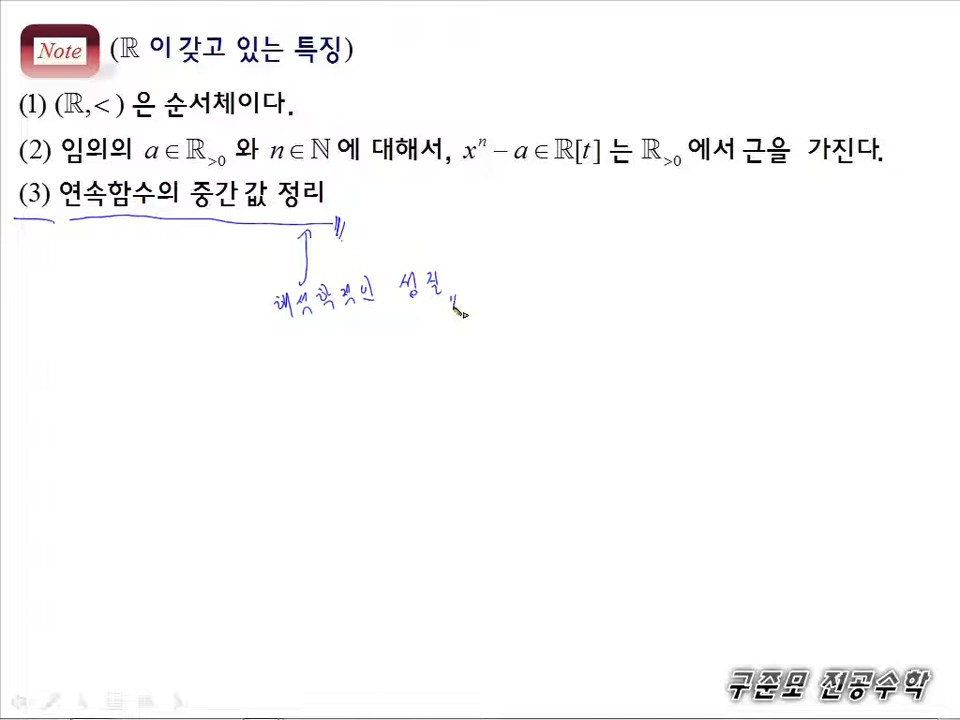 Note (ℝ 이 갖고 있는 특징)
(1) (ℝ, < ) 은 순서체이다.
(2) 임의의 a ∈ ℝ>0 와 n ∈ ℕ 에 대해서, xⁿ − a ∈ ℝ[t] 는 ℝ>0 에서 근을 가진다.
(3) 연속함수의 중간 값 정리
해석학적인 성질
구준모 전공수학